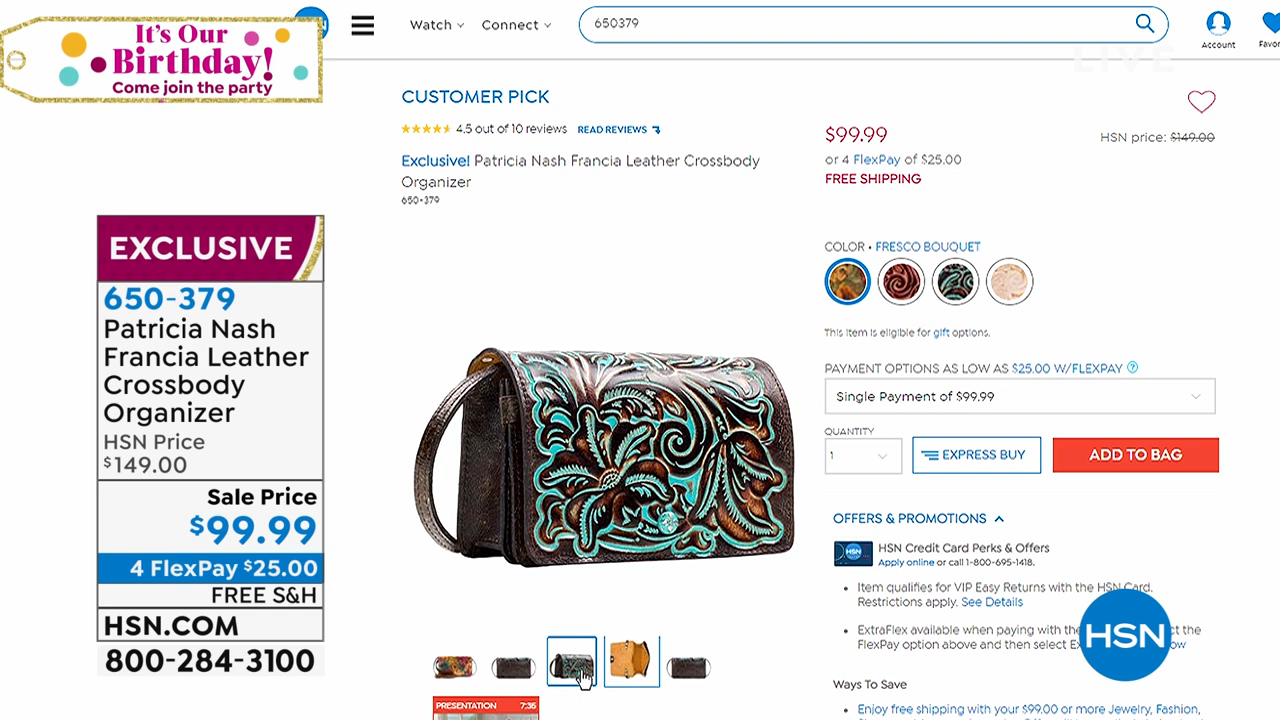 It's Our
Birthday!
Come join the party
Watch
Connect
650379
Account
LIVE
CUSTOMER PICK
4.5 out of 10 reviews READ REVIEWS
Exclusive! Patricia Nash Francia Leather Crossbody
Organizer
650-379
$99.99
HSN price: $149.00
or 4 FlexPay of $25.00
FREE SHIPPING
COLOR • FRESCO BOUQUET
This item is eligible for gift options.
PAYMENT OPTIONS AS LOW AS $25.00 W/FLEXPAY ?
Single Payment of $99.99
QUANTITY
1
EXPRESS BUY
ADD TO BAG
OFFERS & PROMOTIONS
HSN
HSN Credit Card Perks & Offers
Apply online or call 1-800-695-1418.
• Item qualifies for VIP Easy Returns with the HSN Card.
Restrictions apply. See Details
• ExtraFlex available when paying with the
FlexPay option above and then select
Ways To Save
• Enjoy free shipping with your $99.00 or more Jewelry, Fashion,
EXCLUSIVE
650-379
Patricia Nash
Francia Leather
Crossbody
Organizer
HSN Price
$149.00
Sale Price
$99.99
4 FlexPay $25.00
FREE S&H
HSN.COM
800-284-3100
PRESENTATION 7:35
HSN